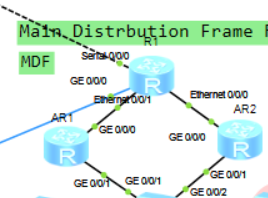 Main Distrbution Frame F
R1
MDF
Serial 0/0/0
GE 0/0/0
Ethernet 0/0/1
Ethernet 0/0/0
AR1
GE 0/0/0
AR2
GE 0/0/0
R
R
R
GE 0/0/1
GE 0/0/1
GE 0/0/1
GE 0/0/2